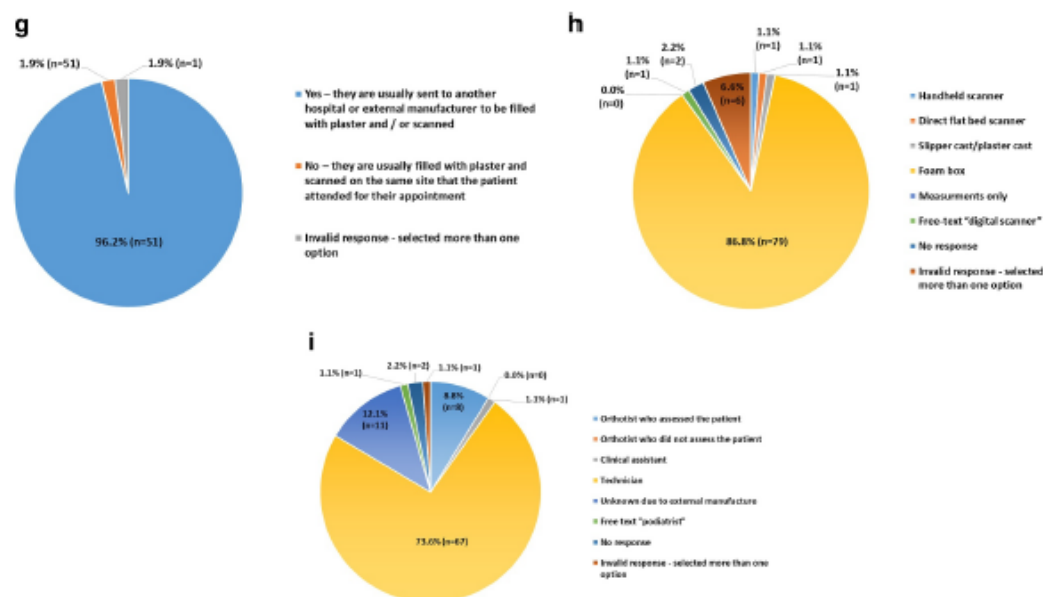 g
1.9% (n=51)
1.9% (n=1)
96.2% (n=51)
Yes – they are usually sent to another
hospital or external manufacturer to be filled
with plaster and / or scanned
No – they are usually filled with plaster and
scanned on the same site that the patient
attended for their appointment
Invalid response - selected more than one
option
h
0.0%
(n=0)
1.1%
(n=1)
2.2%
(n=2)
6.6%
(n=6)
1.1%
(n=1)
1.1%
(n=1)
1.1%
(n=1)
86.8% (n=79)
Handheld scanner
Direct flat bed scanner
Slipper cast/plaster cast
Foam box
Measurments only
Free-text "digital scanner"
No response
Invalid response - selected
more than one option
i
1.1% (n=1)
2.2% (n=2)
1.1% (n=1)
0.0% (n=0)
1.1% (n=1)
8.8%
(n=8)
12.1%
(n=11)
73.6% (n=67)
Orthotist who assessed the patient
Orthotist who did not assess the patient
Clinical assistant
Technician
Unknown due to external manufacture
Free text "podiatrist"
No response
Invalid response - selected more than one
option